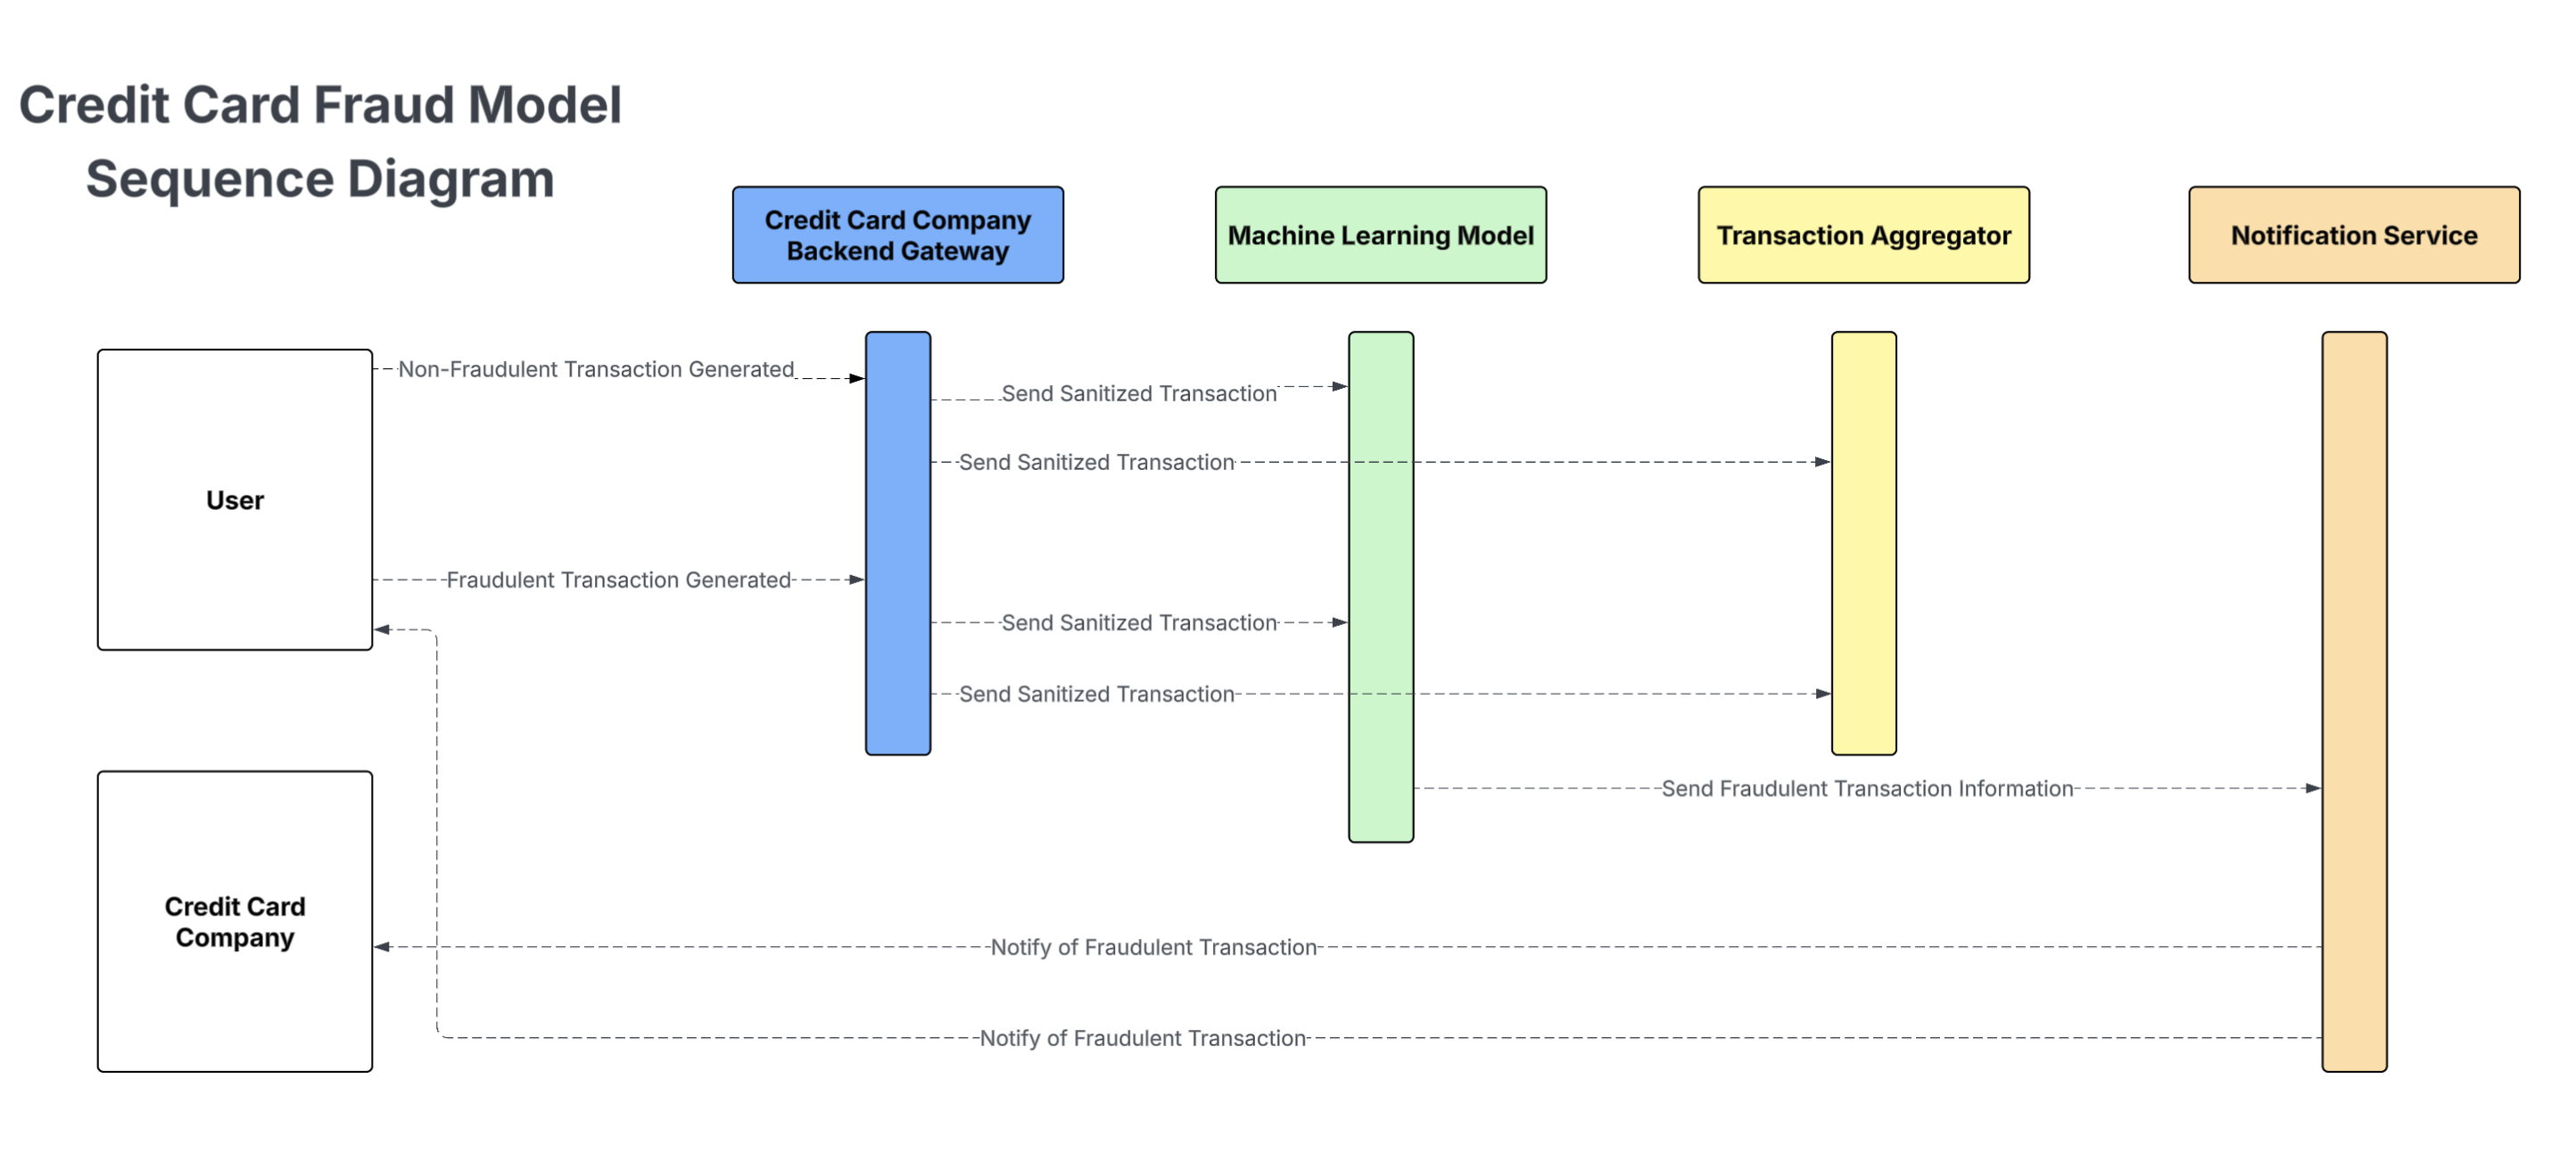 Credit Card Fraud Model
Sequence Diagram
Credit Card Company
Backend Gateway
Machine Learning Model
Transaction Aggregator
Notification Service
Non-Fraudulent Transaction Generated
Send Sanitized Transaction
Send Sanitized Transaction
User
Fraudulent Transaction Generated
Send Sanitized Transaction
Send Sanitized Transaction
Send Fraudulent Transaction Information
Credit Card
Company
Notify of Fraudulent Transaction
Notify of Fraudulent Transaction